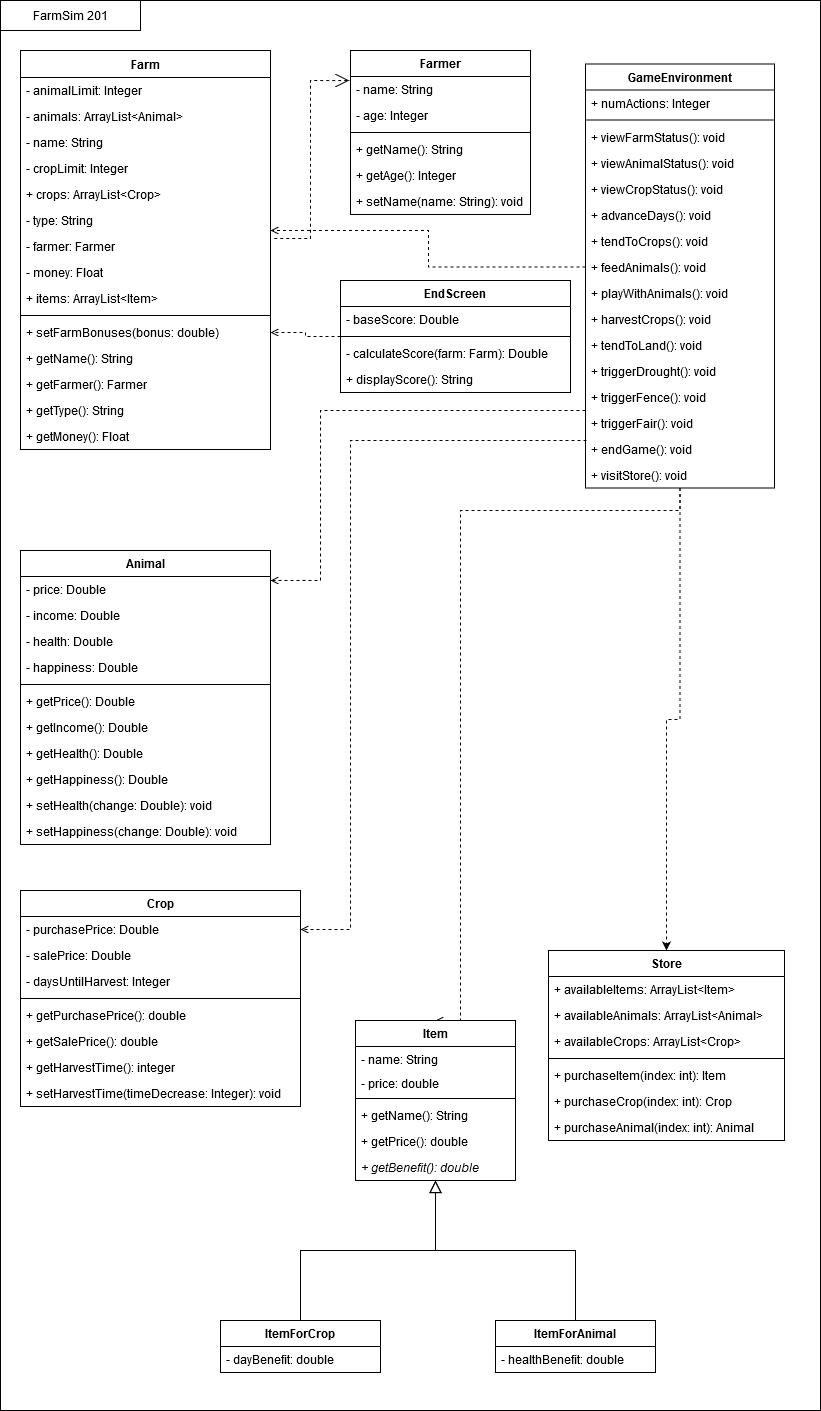 FarmSim 201
Farm
- animalLimit: Integer
- animals: ArrayList<Animal>
- name: String
- cropLimit: Integer
+ crops: ArrayList<Crop>
- type: String
- farmer: Farmer
- money: Float
+ items: ArrayList<Item>
+ setFarmBonuses(bonus: double)
+ getName(): String
+ getFarmer(): Farmer
+ getType(): String
+ getMoney(): Float
Farmer
- name: String
- age: Integer
+ getName(): String
+ getAge(): Integer
+ setName(name: String): void
GameEnvironment
+ numActions: Integer
+ viewFarmStatus(): void
+ viewAnimalStatus(): void
+ viewCropStatus(): void
+ advanceDays(): void
+ tendToCrops(): void
+ feedAnimals(): void
+ playWithAnimals(): void
+ harvestCrops(): void
+ tendToLand(): void
+ triggerDrought(): void
+ triggerFence(): void
+ triggerFair(): void
+ endGame(): void
+ visitStore(): void
EndScreen
- baseScore: Double
- calculateScore(farm: Farm): Double
+ displayScore(): String
Animal
- price: Double
- income: Double
- health: Double
- happiness: Double
+ getPrice(): Double
+ getIncome(): Double
+ getHealth(): Double
+ getHappiness(): Double
+ setHealth(change: Double): void
+ setHappiness(change: Double): void
Crop
- purchasePrice: Double
- salePrice: Double
- daysUntilHarvest: Integer
+ getPurchasePrice(): double
+ getSalePrice(): double
+ getHarvestTime(): integer
+ setHarvestTime(timeDecrease: Integer): void
Item
- name: String
- price: double
+ getName(): String
+ getPrice(): double
+ getBenefit(): double
Store
+ availableItems: ArrayList<Item>
+ availableAnimals: ArrayList<Animal>
+ availableCrops: ArrayList<Crop>
+ purchaseItem(index: int): Item
+ purchaseCrop(index: int): Crop
+ purchaseAnimal(index: int): Animal
ItemForCrop
- dayBenefit: double
ItemForAnimal
- healthBenefit: double